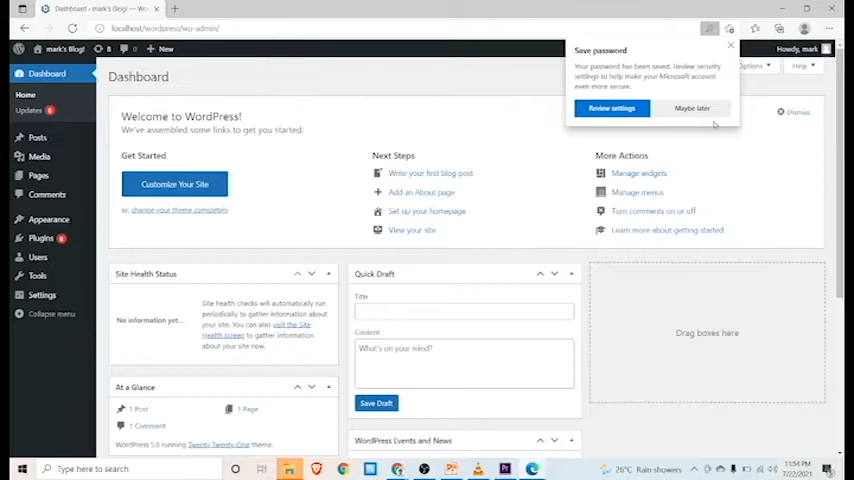 Dashboard ‹ mark's Blog! — Wo
localhost/wordpress/wp-admin/
mark's Blog!
8
0
New
Howdy, mark
Save password
Your password has been saved. Review security
settings to help make your Microsoft account
even more secure.
Review settings
Maybe later
Options
Help
Dashboard
Home
Updates
Posts
Media
Pages
Comments
Appearance
Plugins
Users
Tools
Settings
Collapse menu
Dashboard
Welcome to WordPress!
We've assembled some links to get you started:
Dismiss
Get Started
Customize Your Site
or, change your theme completely
Next Steps
Write your first blog post
Add an About page
Set up your homepage
View your site
More Actions
Manage widgets
Manage menus
Turn comments on or off
Learn more about getting started
Site Health Status
No information yet...
Site health checks will automatically run
periodically to gather information
about your site. You can also visit the Site
Health screen to gather information
about your site now.
At a Glance
1 Post
1 Page
1 Comment
WordPress 5.8 running Twenty Twenty-One theme.
Quick Draft
Title
Content
What's on your mind?
Save Draft
WordPress Events and News
Drag boxes here
Type here to search
26°C Rain showers
11:54 PM
7/22/2021